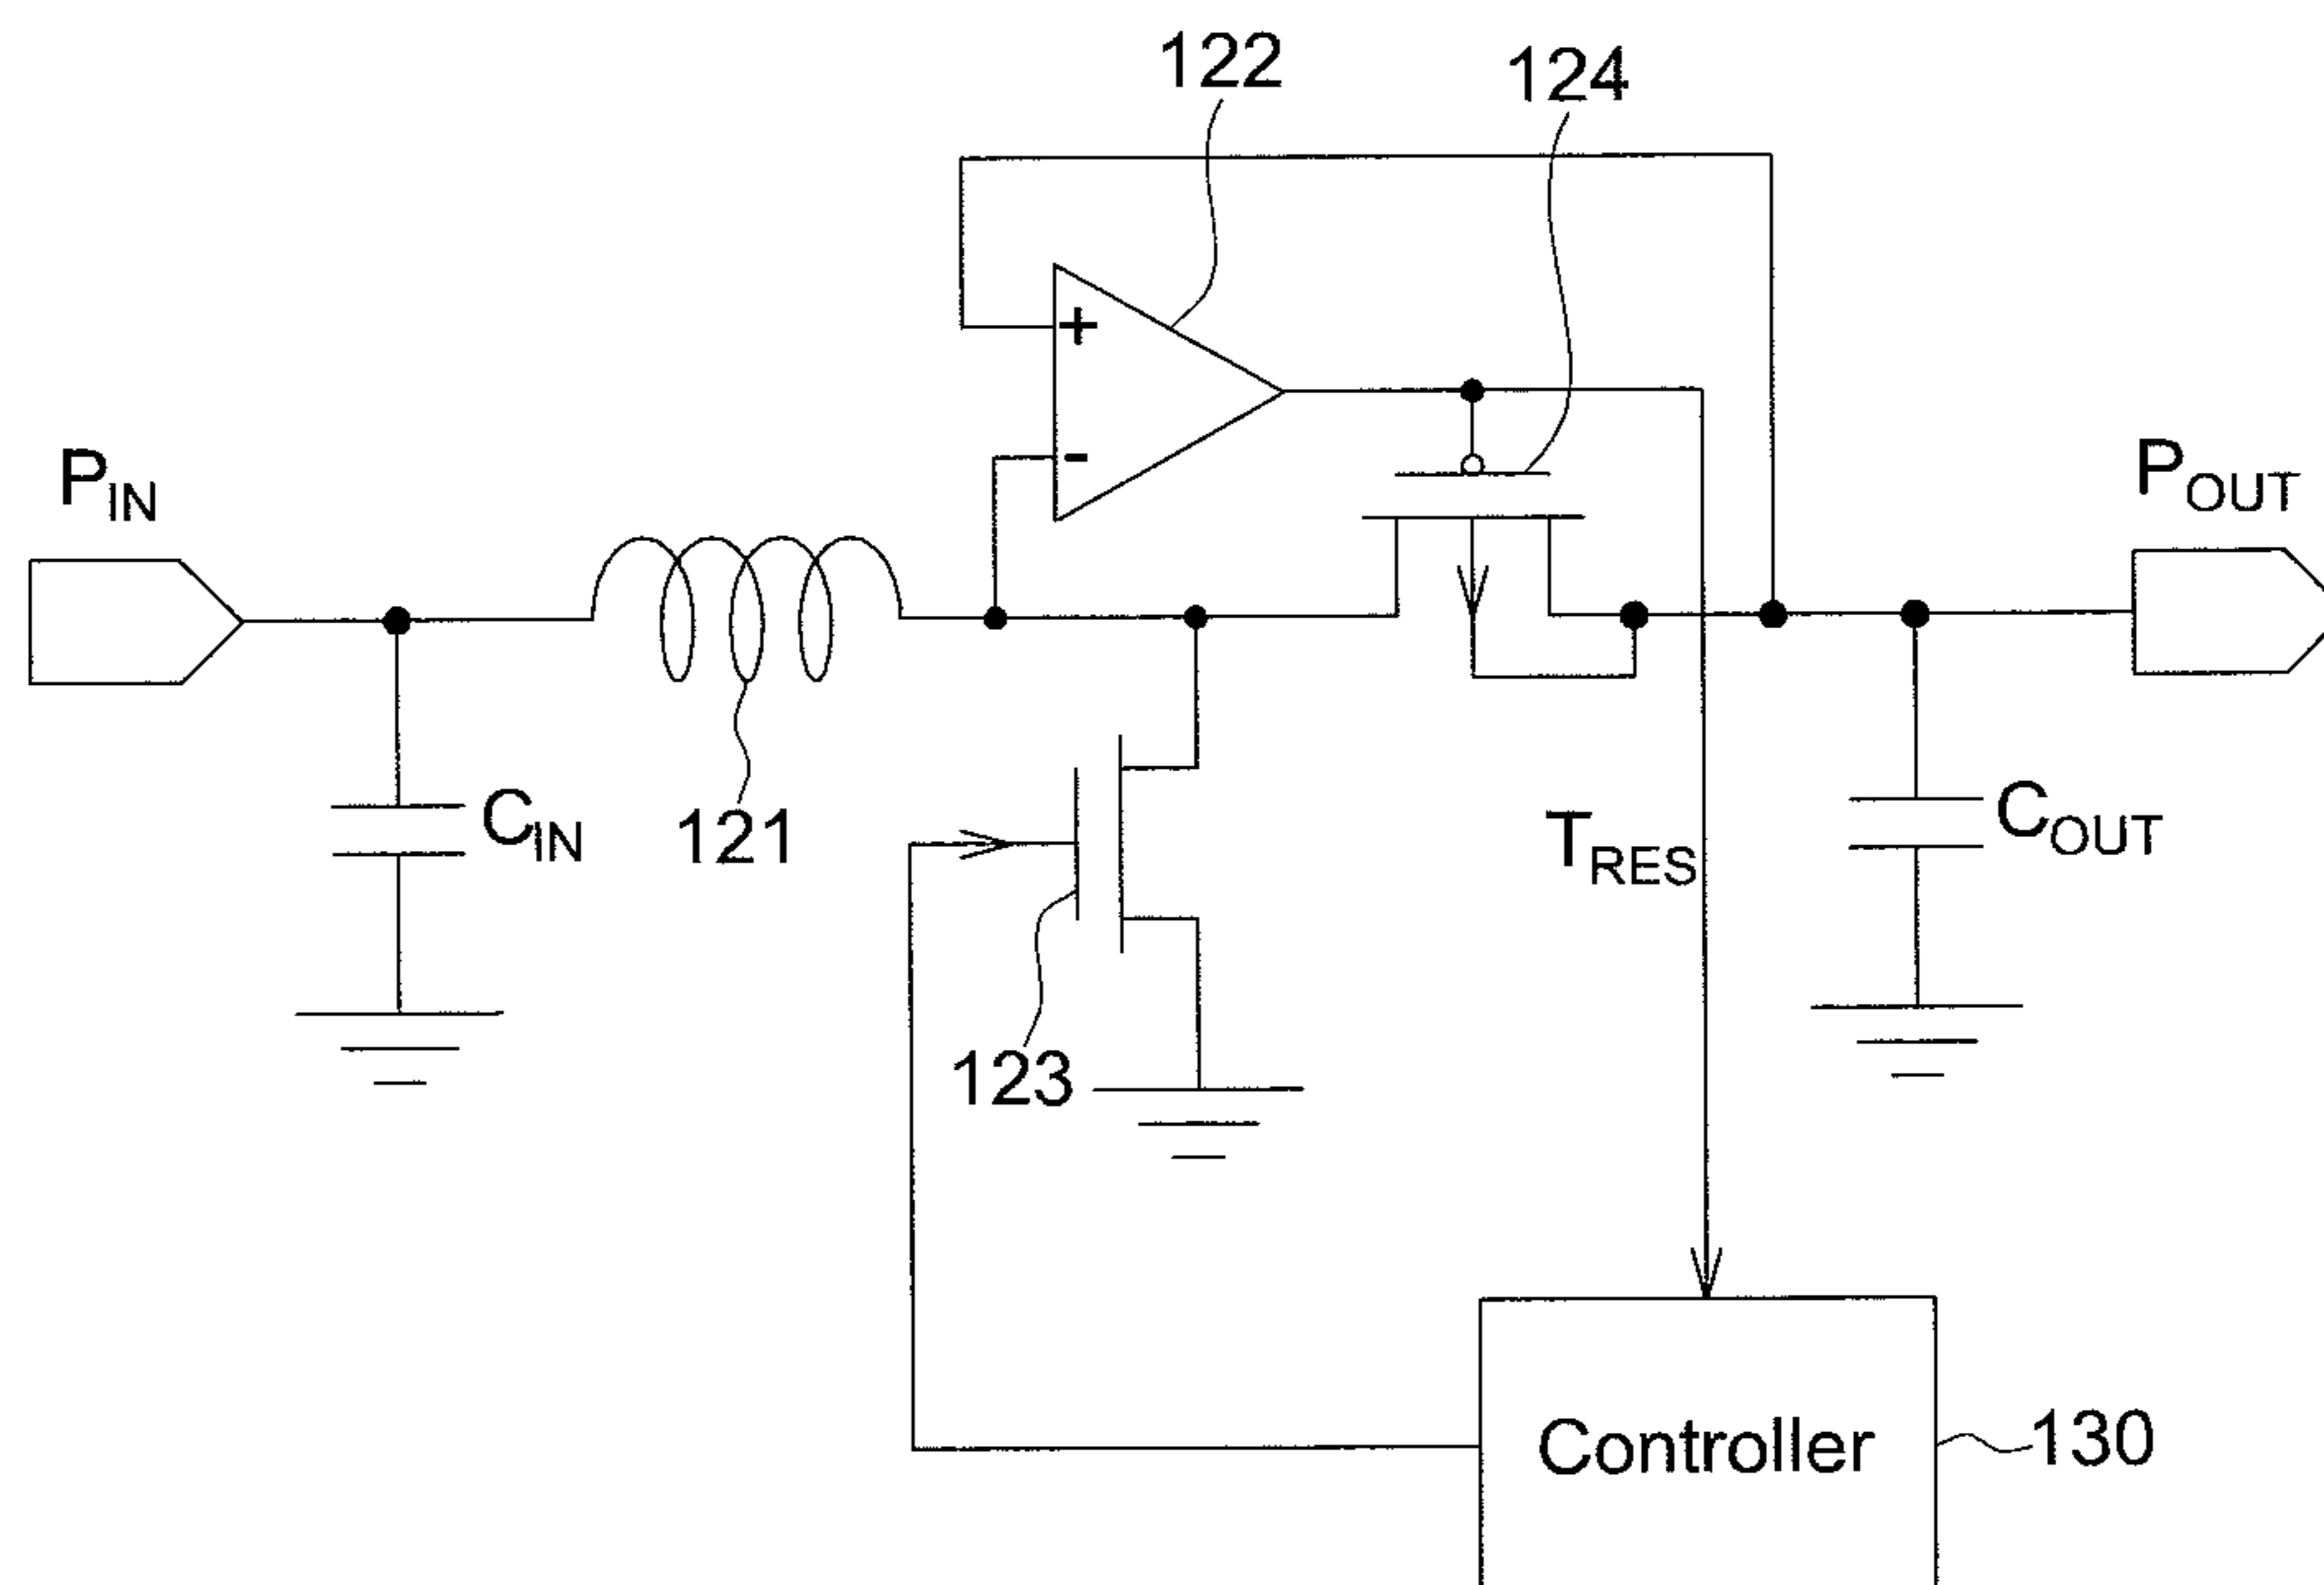 122
124
+
-
P_IN
P_OUT
C_IN
121
T_RES
C_OUT
123
Controller
130